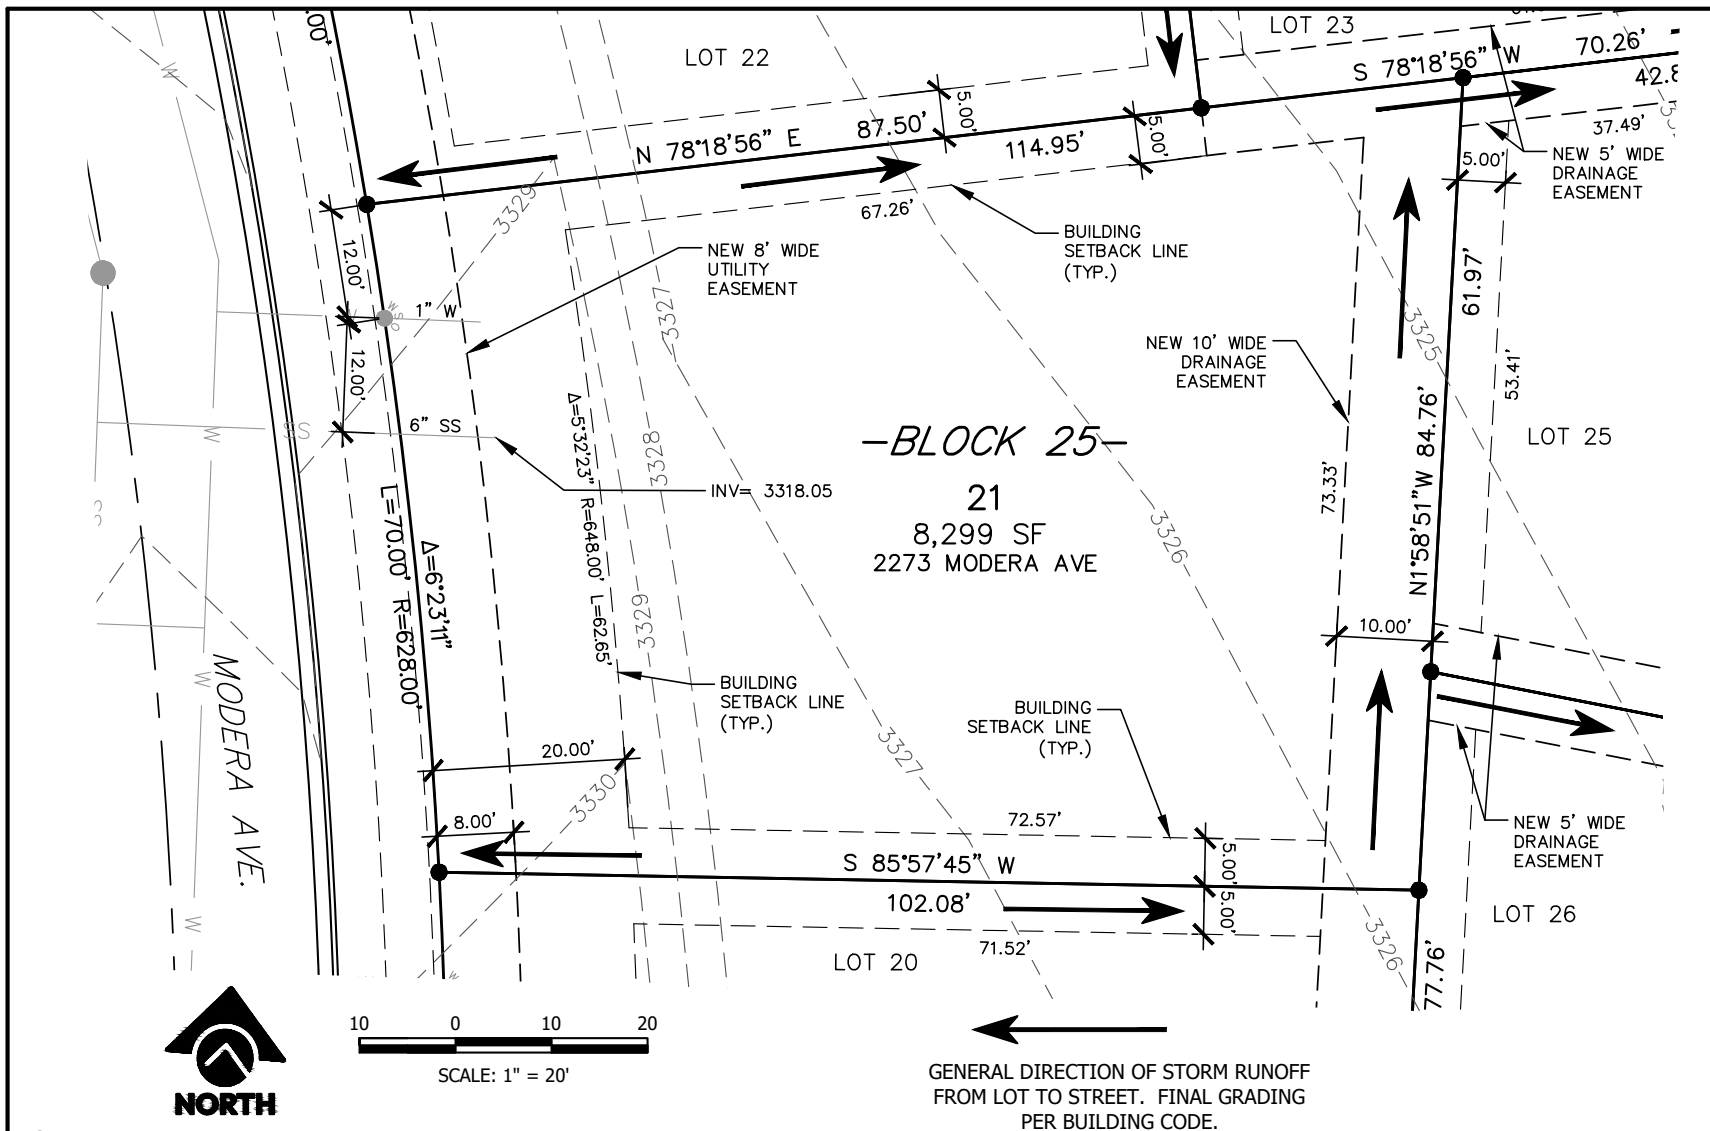 LOT 22
LOT 23
S 78°18'56" W
70.26'
N 78°18'56" E
87.50'
5.00'
114.95'
5.00'
37.49'
5.00'
NEW 5' WIDE
DRAINAGE
EASEMENT
67.26'
3329
12.00'
NEW 8' WIDE
UTILITY
EASEMENT
BUILDING
SETBACK LINE
(TYP.)
1" W
W
12.00'
3327
61.97'
3325
NEW 10' WIDE
DRAINAGE
EASEMENT
53.41'
6" SS
SS
W
W
Δ=5°32'23" R=648.00' L=62.65'
3328
-BLOCK 25-
21
8,299 SF
2273 MODERA AVE
INV= 3318.05
73.33'
N1°58'51"W 84.76'
LOT 25
3326
L=70.00' R=628.00'
Δ=6°23'11"
3329
10.00'
MODERA AVE.
W
BUILDING
SETBACK LINE
(TYP.)
BUILDING
SETBACK LINE
(TYP.)
20.00'
3330
3327
8.00'
72.57'
NEW 5' WIDE
DRAINAGE
EASEMENT
S 85°57'45" W
102.08'
5.00'
5.00'
71.52'
LOT 20
LOT 26
W
3326
77.76'
NORTH
10 0 10 20
SCALE: 1" = 20'
GENERAL DIRECTION OF STORM RUNOFF
FROM LOT TO STREET. FINAL GRADING
PER BUILDING CODE.